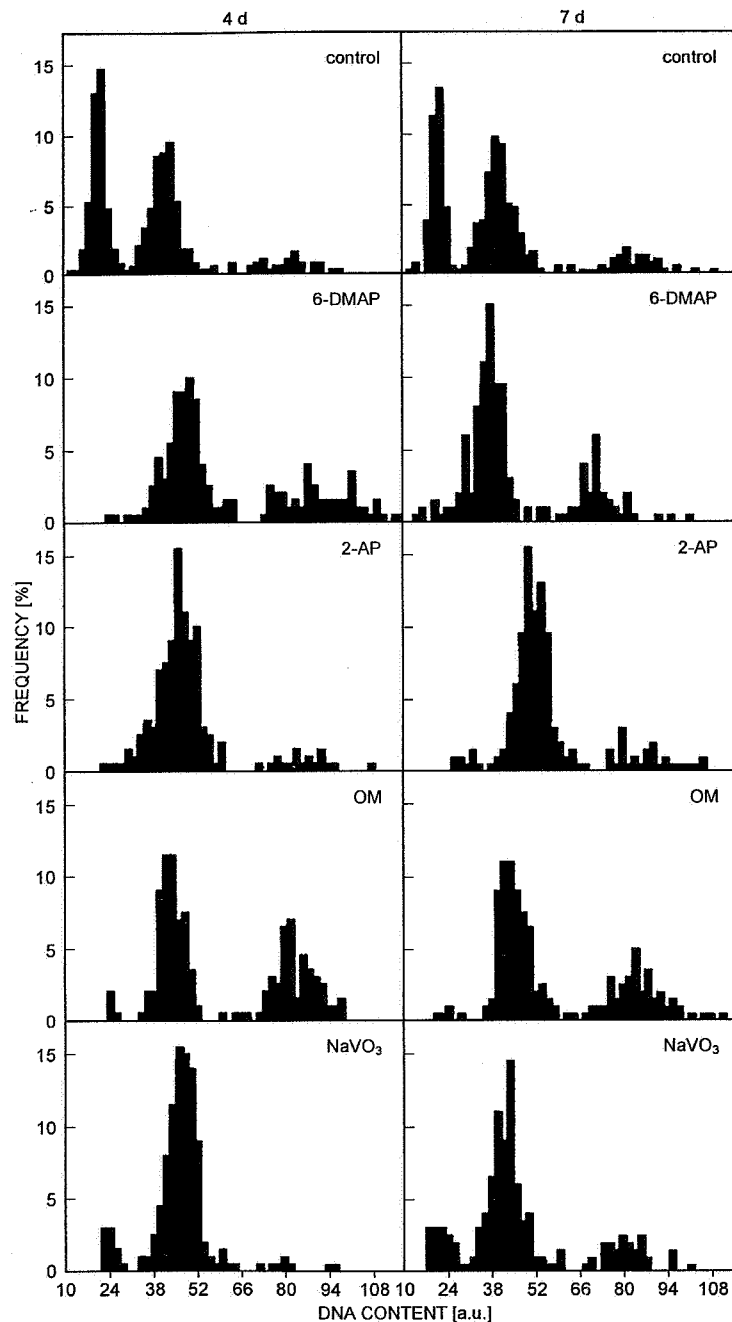 4 d 7 d
control control
15
10
5
0
6-DMAP 6-DMAP
15
10
5
0
2-AP 2-AP
15
10
5
0
OM OM
15
10
5
0
NaVO₃ NaVO₃
15
10
5
0
FREQUENCY [%]
10 24 38 52 66 80 94 108 10 24 38 52 66 80 94 108
DNA CONTENT [a.u.]